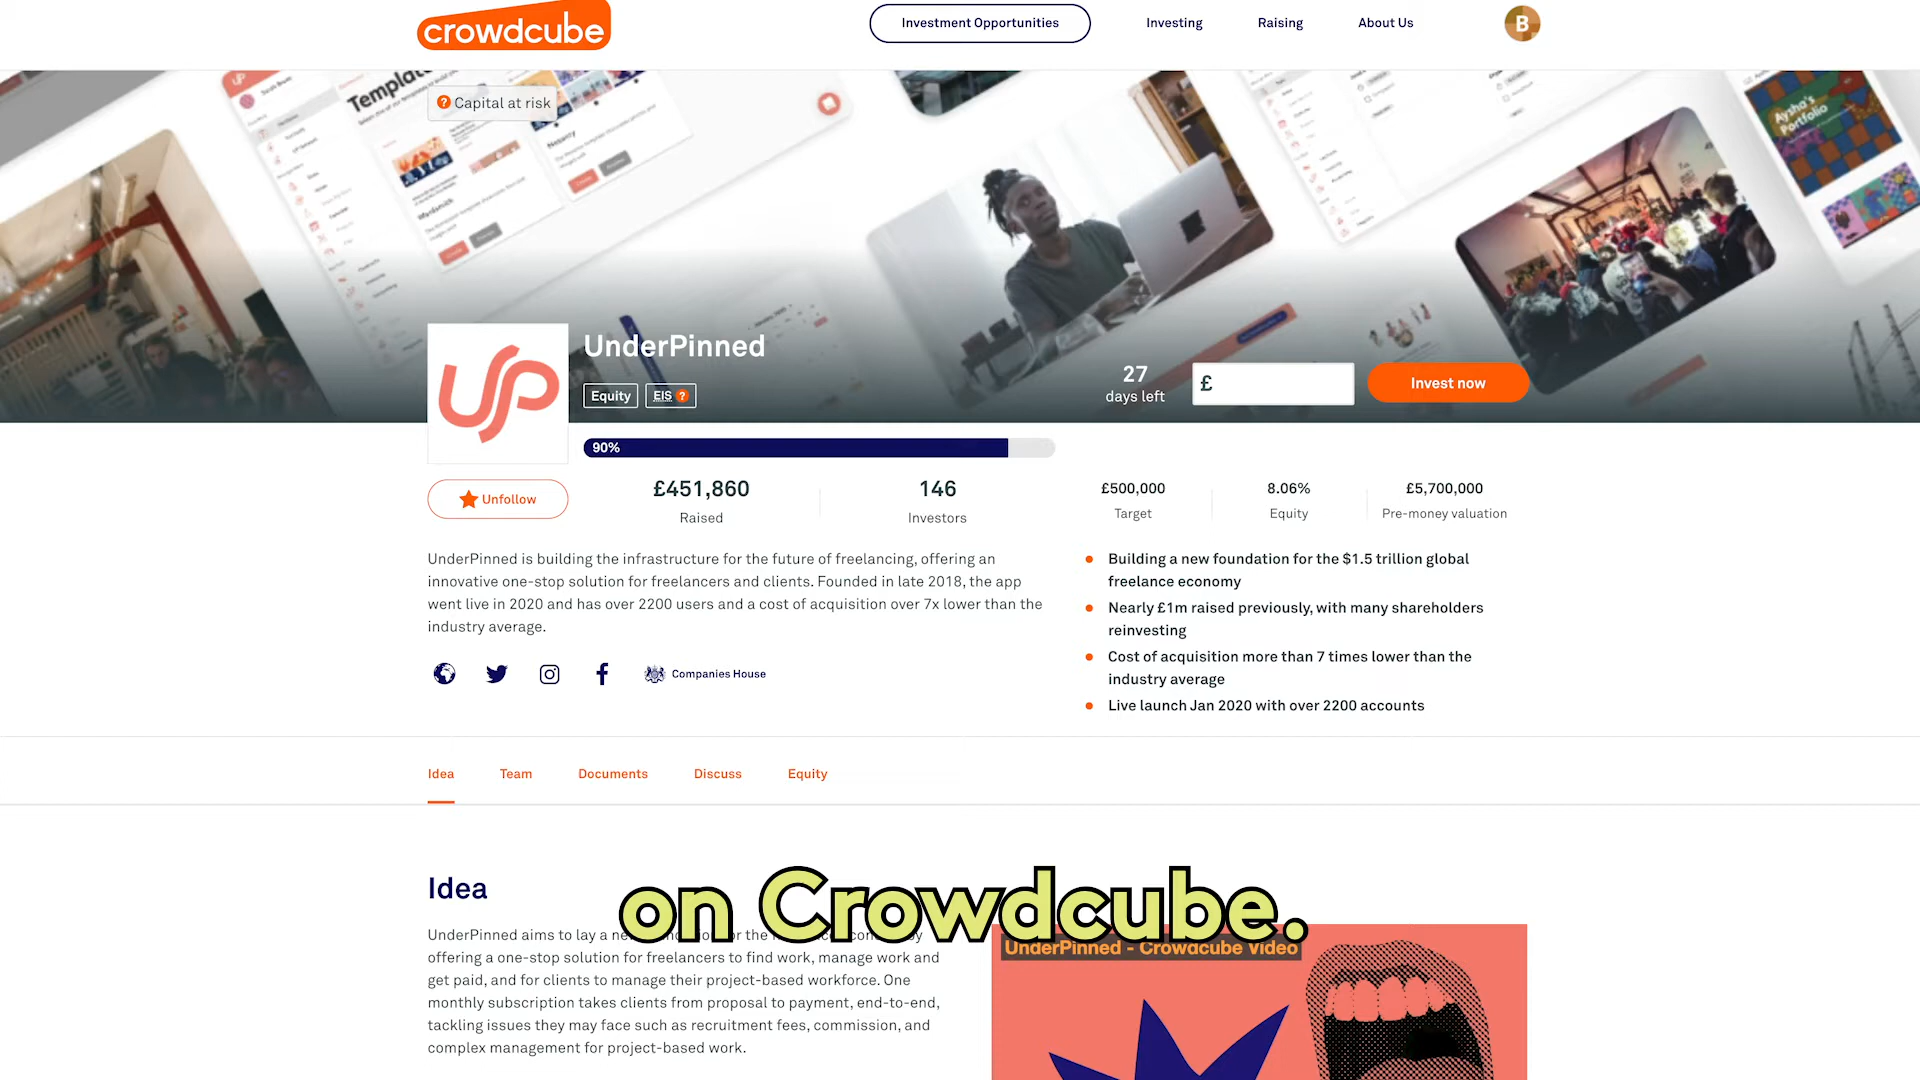 crowdcube
Investment Opportunities
Investing
Raising
About Us
B
Template
? Capital at risk
Aysha's
Portfolio
UP
UnderPinned
Equity
EIS ?
27
days left
£
Invest now
90%
Unfollow
£451,860
Raised
146
Investors
£500,000
Target
8.06%
Equity
£5,700,000
Pre-money valuation
UnderPinned is building the infrastructure for the future of freelancing, offering an
innovative one-stop solution for freelancers and clients. Founded in late 2018, the app
went live in 2020 and has over 2200 users and a cost of acquisition over 7x lower than the
industry average.
Companies House
Building a new foundation for the $1.5 trillion global
freelance economy
Nearly £1m raised previously, with many shareholders
reinvesting
Cost of acquisition more than 7 times lower than the
industry average
Live launch Jan 2020 with over 2200 accounts
Idea
Team
Documents
Discuss
Equity
Idea
on Crowdcube.
UnderPinned aims to lay a
offering a one-stop solution for freelancers to find work, manage work and
get paid, and for clients to manage their project-based workforce. One
monthly subscription takes clients from proposal to payment, end-to-end,
tackling issues they may face such as recruitment fees, commission, and
complex management for project-based work.
UnderPinned - Crowdcube Video